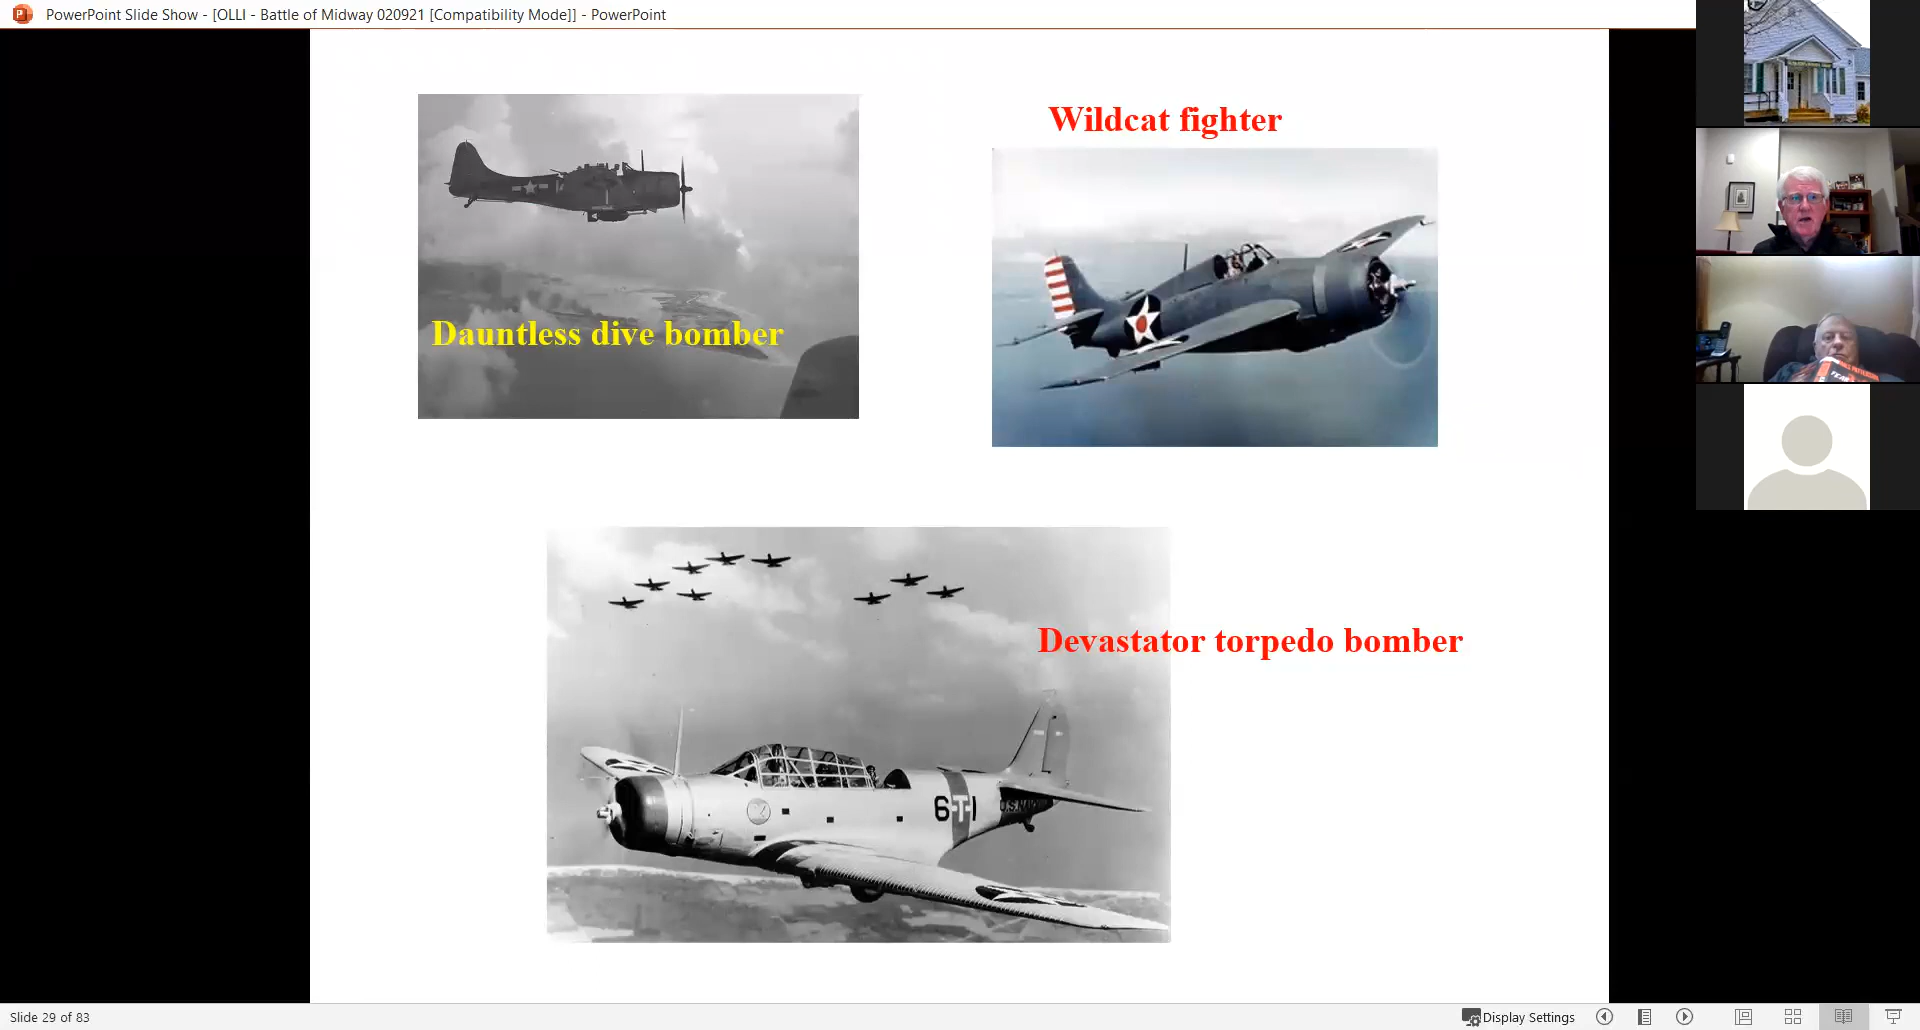 PowerPoint Slide Show - [OLLI - Battle of Midway 020921 [Compatibility Mode]] - PowerPoint
Wildcat fighter
Dauntless dive bomber
Devastator torpedo bomber
6-T-1
Slide 29 of 83
Display Settings